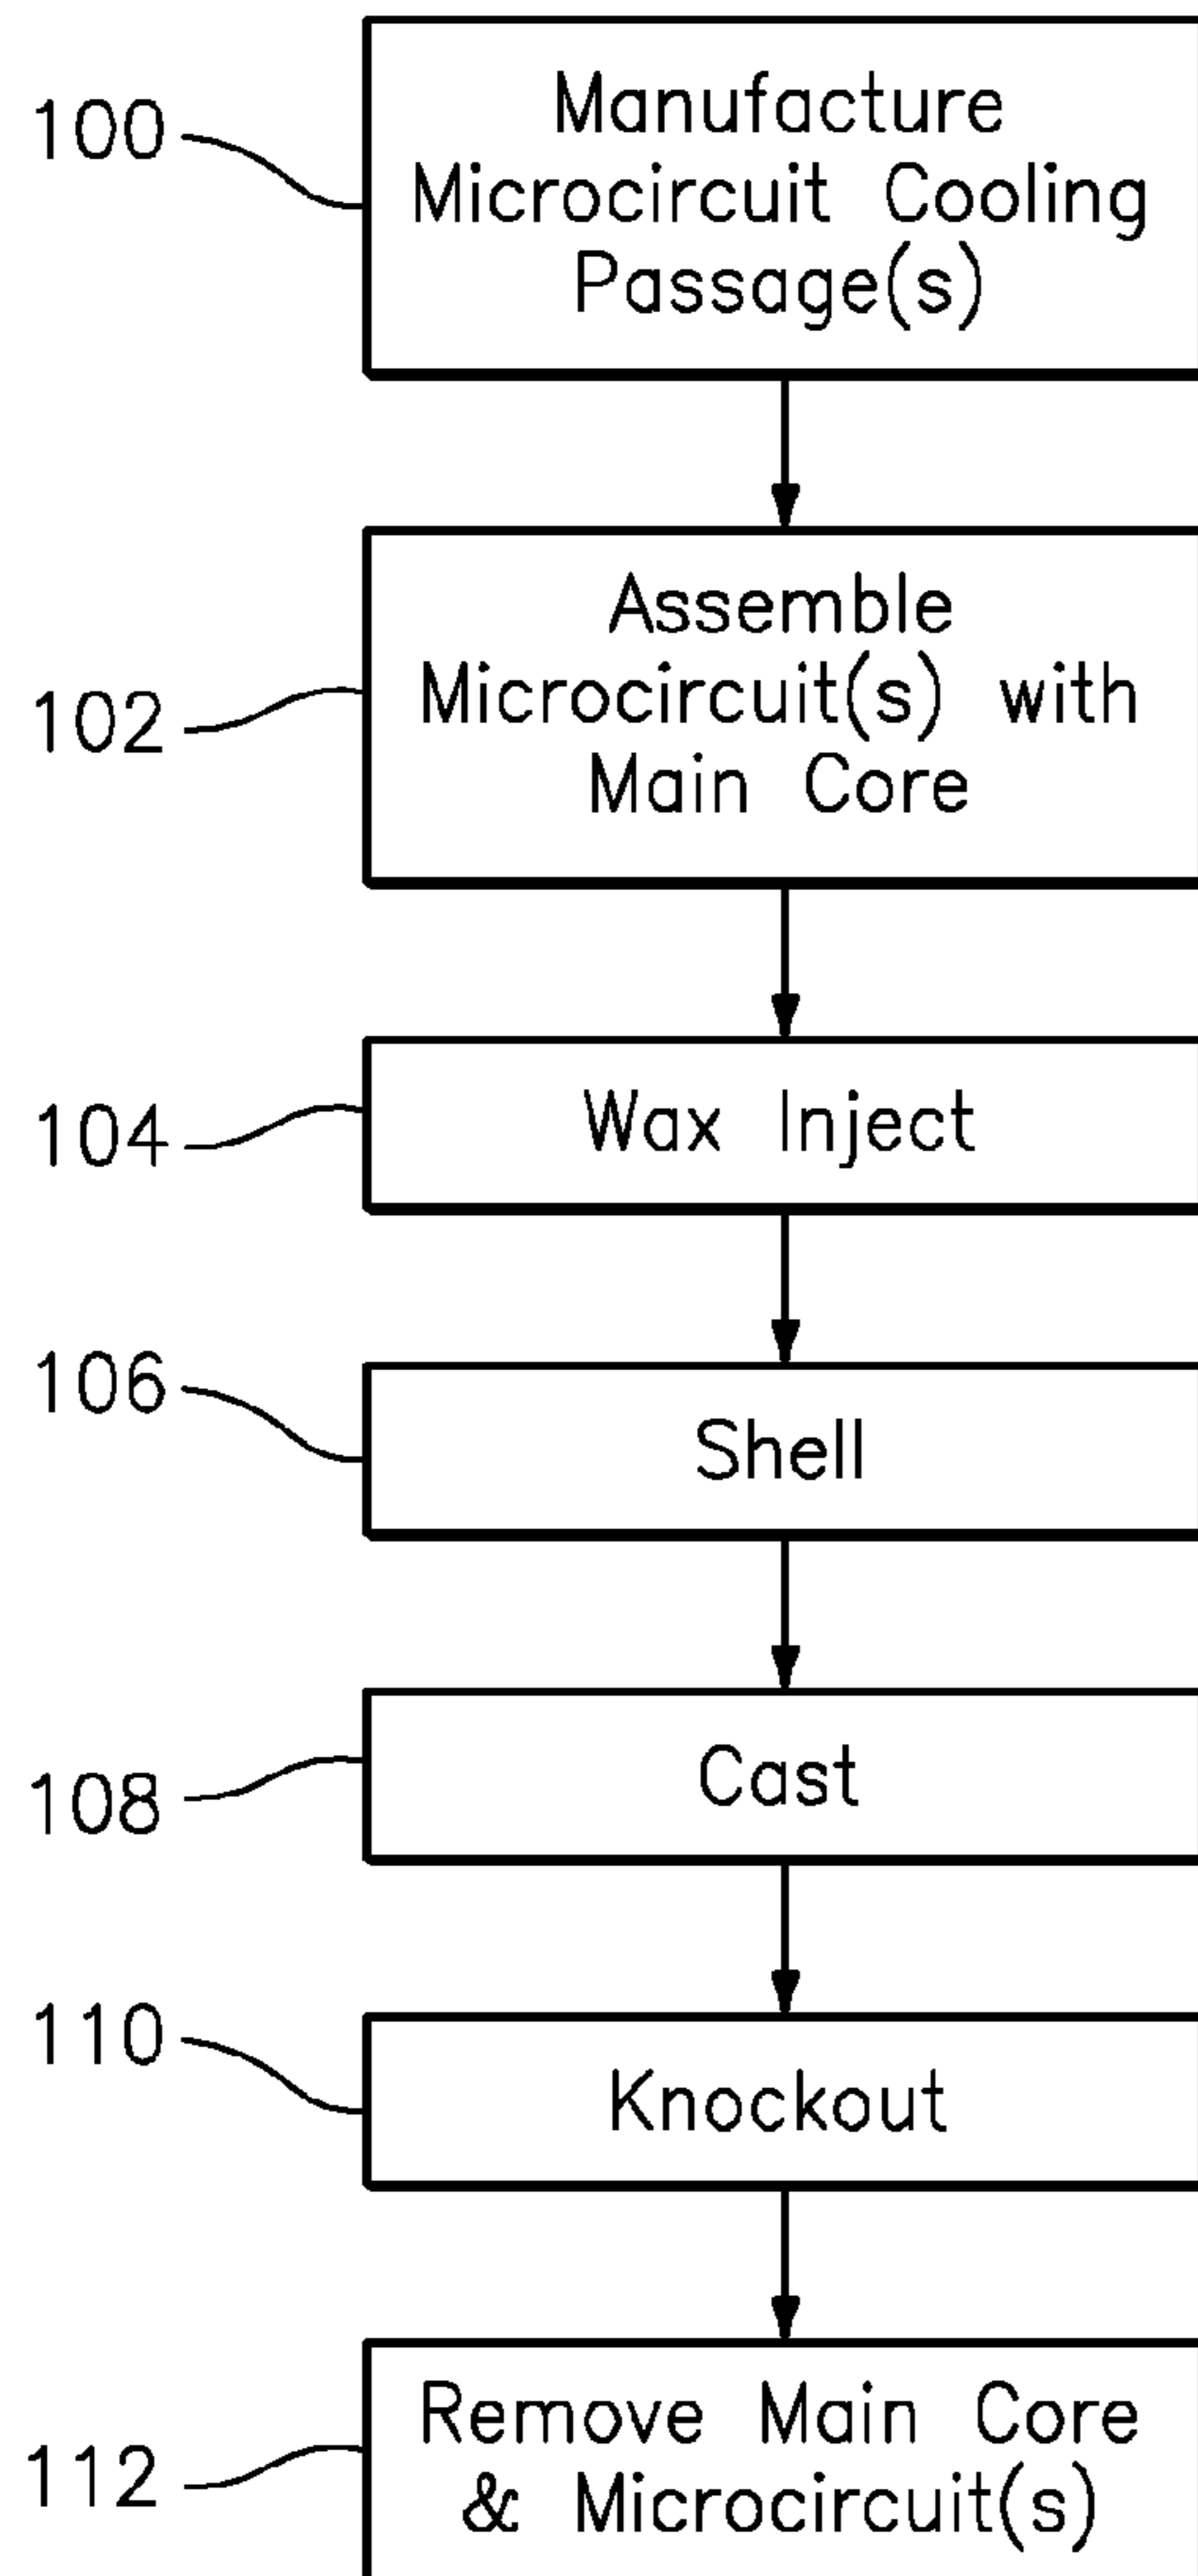 100
Manufacture
Microcircuit Cooling
Passage(s)
102
Assemble
Microcircuit(s) with
Main Core
104
Wax Inject
106
Shell
108
Cast
110
Knockout
112
Remove Main Core
& Microcircuit(s)